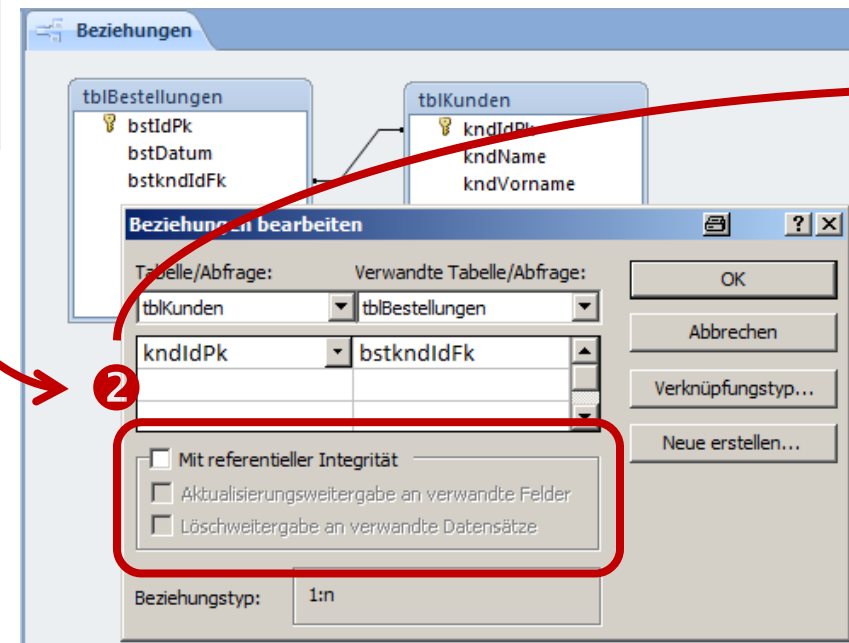 Beziehungen
tblBestellungen
bstIdPk
bstDatum
bstkndIdFk
tblKunden
kndIdPk
kndName
kndVorname
Beziehungen bearbeiten
Tabelle/Abfrage: Verwandte Tabelle/Abfrage:
tblKunden tblBestellungen
kndIdPk bstkndIdFk
OK
Abbrechen
Verknüpfungstyp...
Neue erstellen...
2
Mit referentieller Integrität
Aktualisierungsweitergabe an verwandte Felder
Löschweitergabe an verwandte Datensätze
Beziehungstyp: 1:n